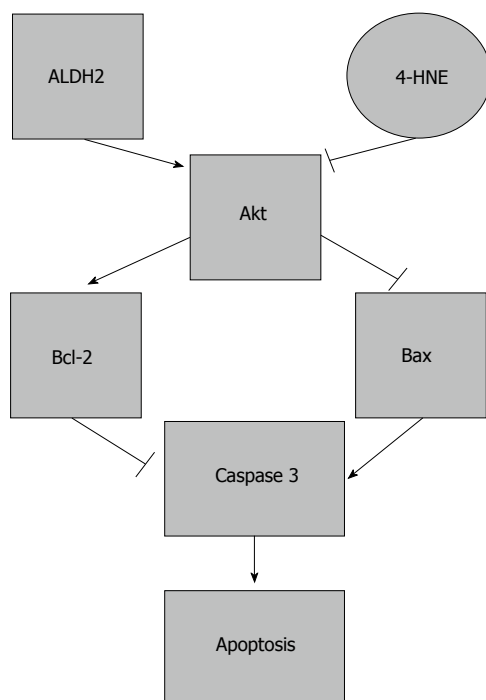 ALDH2
4-HNE
Akt
Bcl-2
Bax
Caspase 3
Apoptosis